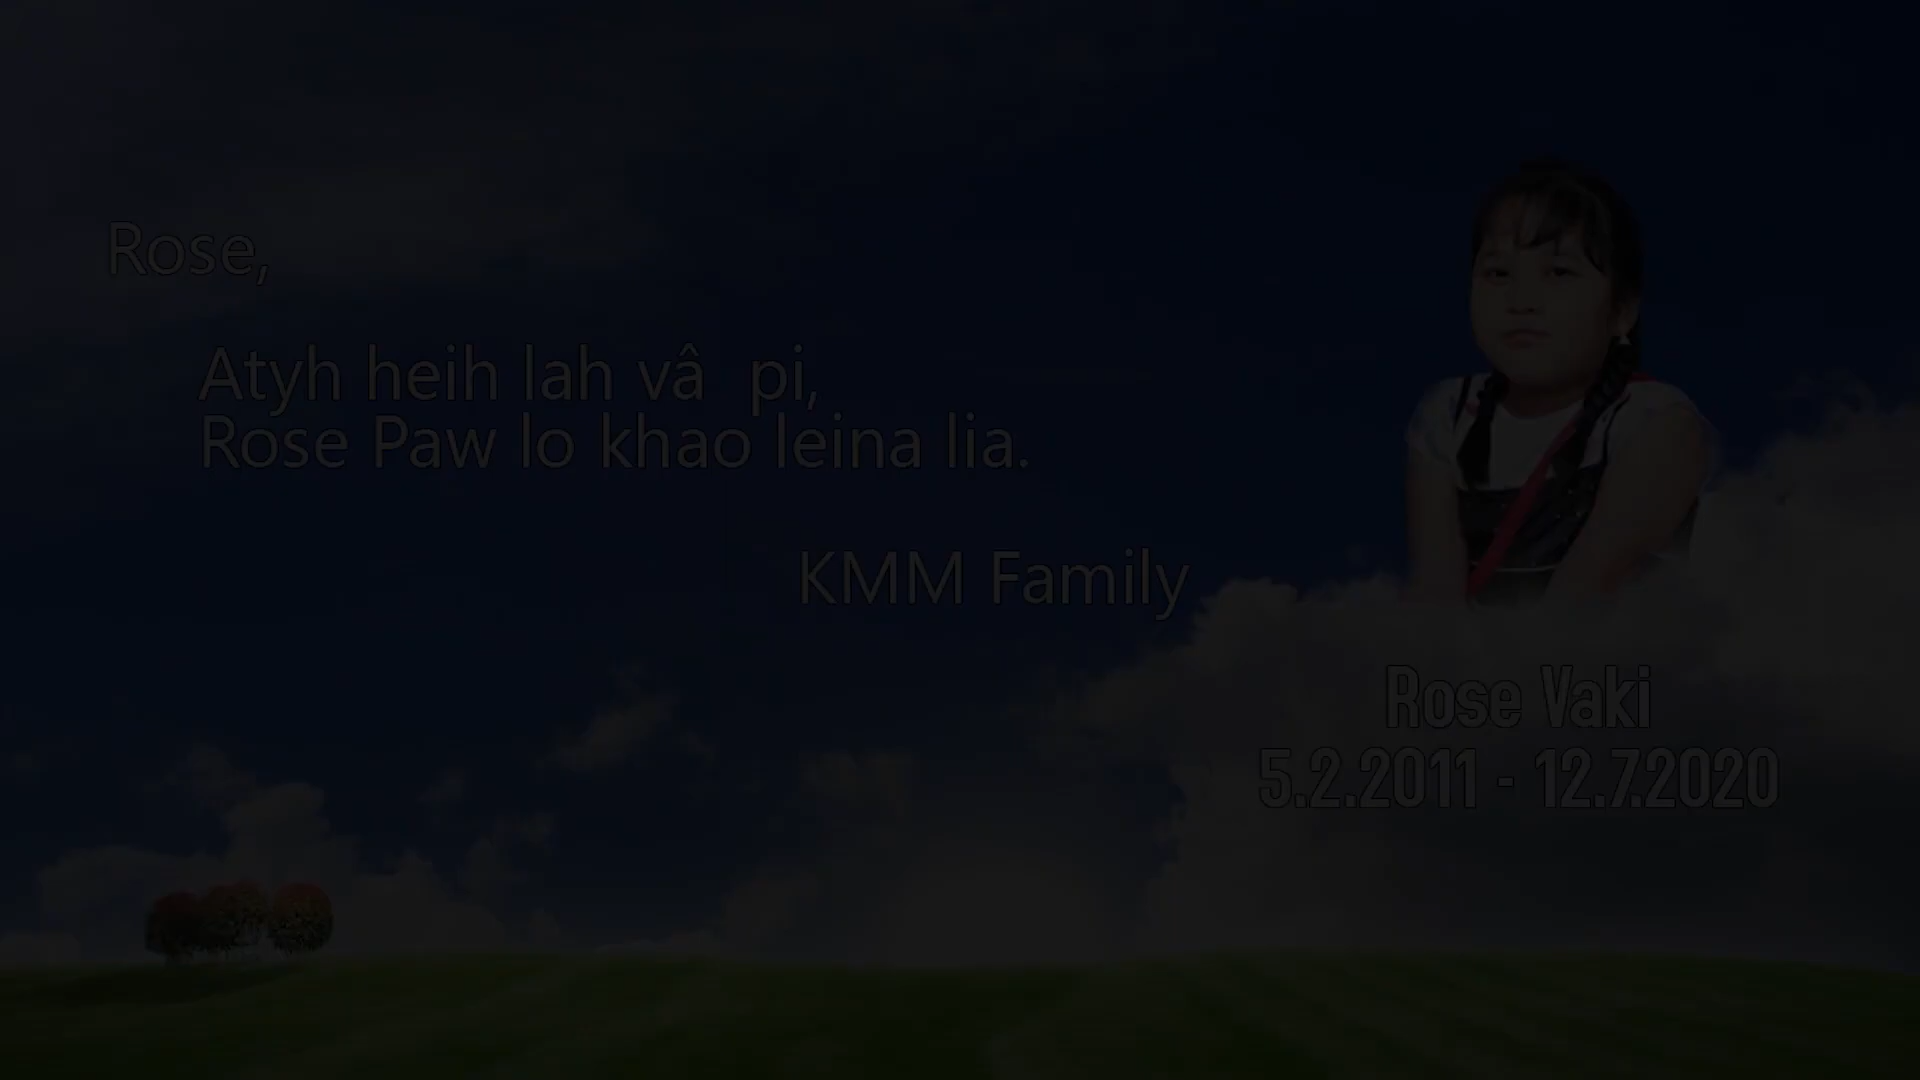 Rose,
Atyh heih lah vâ pi,
Rose Paw lo khao leina lia.
KMM Family
Rose Vaki
5.2.2011 - 12.7.2020